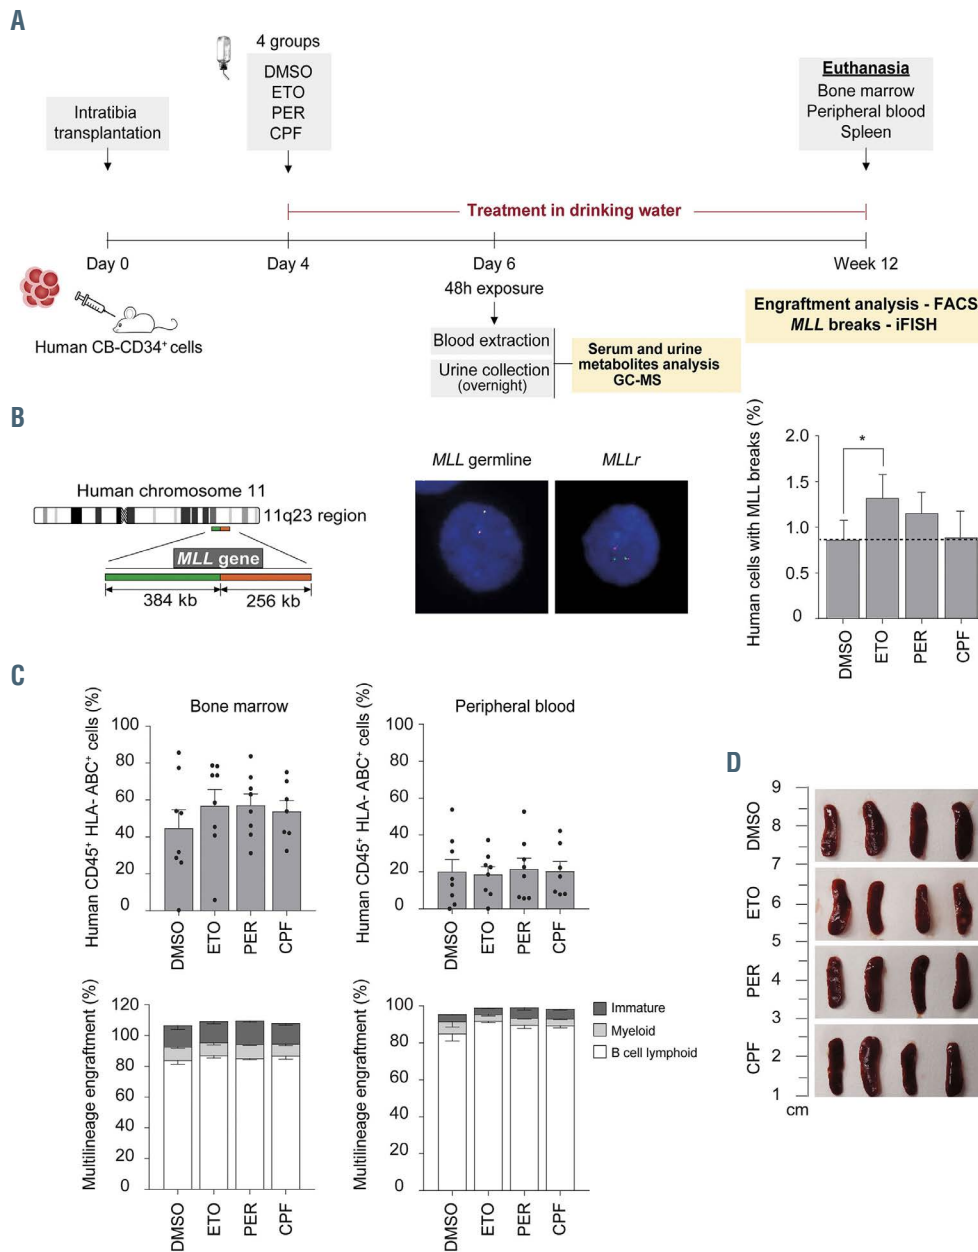 A
4 groups
DMSO
ETO
PER
CPF
Intratibia
transplantation
Euthanasia
Bone marrow
Peripheral blood
Spleen
Treatment in drinking water
Day 0
Day 4
Day 6
Week 12
48h exposure
Human CB-CD34⁺ cells
Blood extraction
Urine collection
(overnight)
Serum and urine
metabolites analysis
GC-MS
Engraftment analysis - FACS
MLL breaks - iFISH
B
Human chromosome 11
11q23 region
MLL gene
384 kb
256 kb
MLL germline
MLLr
Human cells with MLL breaks (%)
2.0
1.5
1.0
0.5
0
*
DMSO
ETO
PER
CPF
C
Bone marrow
Human CD45⁺ HLA- ABC⁺ cells (%)
100
80
60
40
20
0
DMSO
ETO
PER
CPF
Peripheral blood
Human CD45⁺ HLA- ABC⁺ cells (%)
100
80
60
40
20
0
DMSO
ETO
PER
CPF
Multilineage engraftment (%)
120
100
80
60
40
20
0
DMSO
ETO
PER
CPF
Multilineage engraftment (%)
100
80
60
40
20
0
DMSO
ETO
PER
CPF
Immature
Myeloid
B cell lymphoid
D
DMSO
ETO
PER
CPF
9
8
7
6
5
4
3
2
1
cm